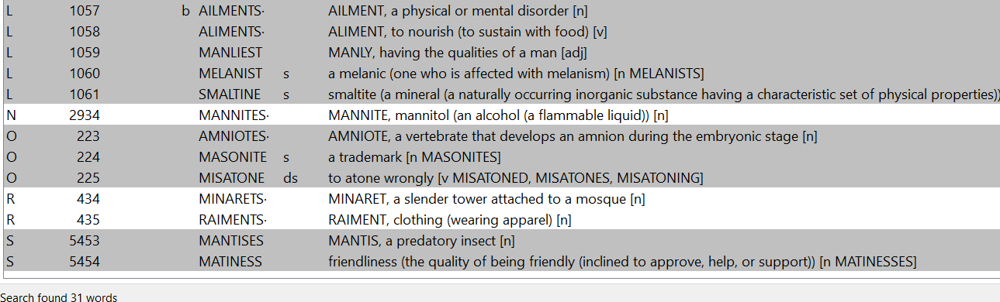 L 1057 b AILMENTS· AILMENT, a physical or mental disorder [n]
L 1058 ALIMENTS· ALIMENT, to nourish (to sustain with food) [v]
L 1059 MANLIEST MANLY, having the qualities of a man [adj]
L 1060 MELANIST s a melanic (one who is affected with melanism) [n MELANISTS]
L 1061 SMALTINE s smaltite (a mineral (a naturally occurring inorganic substance having a characteristic set of physical properties))
N 2934 MANNITES· MANNITE, mannitol (an alcohol (a flammable liquid)) [n]
O 223 AMNIOTES· AMNIOTE, a vertebrate that develops an amnion during the embryonic stage [n]
O 224 MASONITE s a trademark [n MASONITES]
O 225 MISATONE ds to atone wrongly [v MISATONED, MISATONES, MISATONING]
R 434 MINARETS· MINARET, a slender tower attached to a mosque [n]
R 435 RAIMENTS· RAIMENT, clothing (wearing apparel) [n]
S 5453 MANTISES MANTIS, a predatory insect [n]
S 5454 MATINESS friendliness (the quality of being friendly (inclined to approve, help, or support)) [n MATINESSES]
Search found 31 words